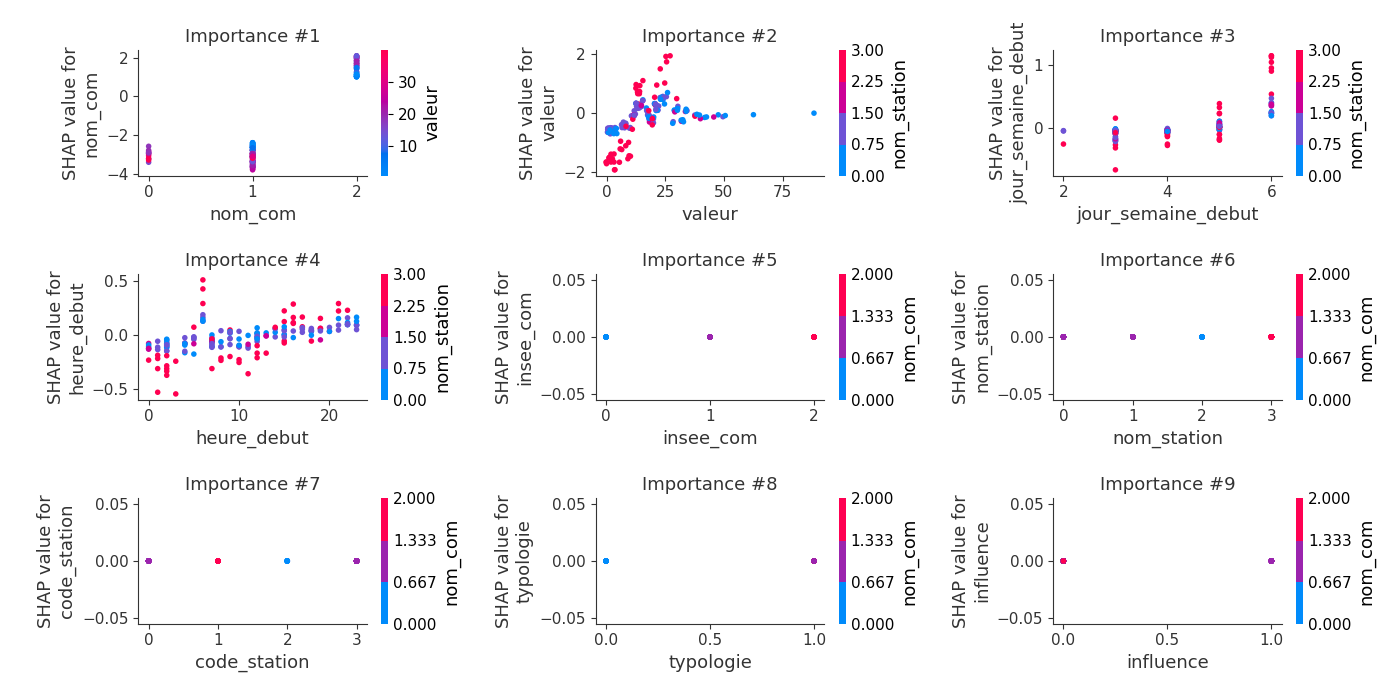 Importance #1
SHAP value for
nom_com
2
0
−2
−4
0
1
2
nom_com
30
20
10
valeur
Importance #2
SHAP value for
valeur
2
0
−2
0
25
50
75
valeur
3.00
2.25
1.50
0.75
0.00
nom_station
Importance #3
SHAP value for
jour_semaine_debut
1
0
2
4
6
jour_semaine_debut
3.00
2.25
1.50
0.75
0.00
nom_station
Importance #4
SHAP value for
heure_debut
0.5
0.0
−0.5
0
10
20
heure_debut
3.00
2.25
1.50
0.75
0.00
nom_station
Importance #5
SHAP value for
insee_com
0.05
0.00
−0.05
0
1
2
insee_com
2.000
1.333
0.667
0.000
nom_com
Importance #6
SHAP value for
nom_station
0.05
0.00
−0.05
0
1
2
3
nom_station
2.000
1.333
0.667
0.000
nom_com
Importance #7
SHAP value for
code_station
0.05
0.00
−0.05
0
1
2
3
code_station
2.000
1.333
0.667
0.000
nom_com
Importance #8
SHAP value for
typologie
0.05
0.00
−0.05
0.0
0.5
1.0
typologie
2.000
1.333
0.667
0.000
nom_com
Importance #9
SHAP value for
influence
0.05
0.00
−0.05
0.0
0.5
1.0
influence
2.000
1.333
0.667
0.000
nom_com